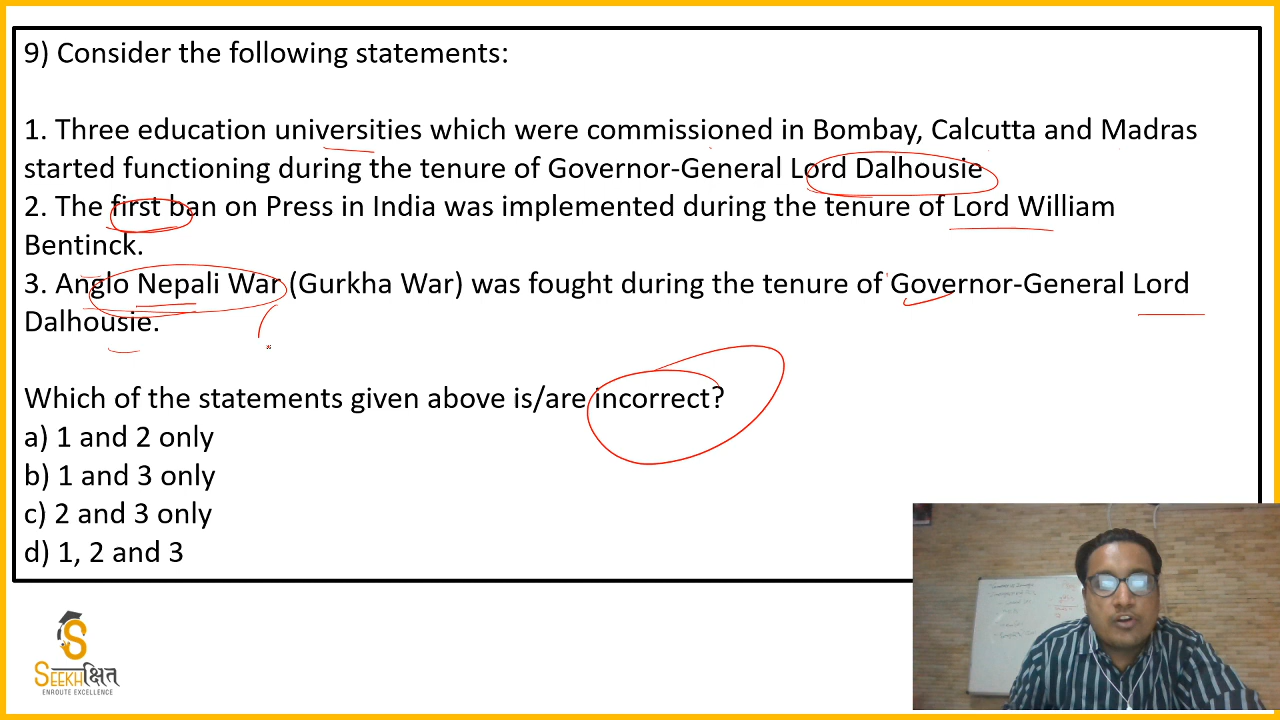 9) Consider the following statements:
1. Three education universities which were commissioned in Bombay, Calcutta and Madras
started functioning during the tenure of Governor-General Lord Dalhousie
2. The first ban on Press in India was implemented during the tenure of Lord William
Bentinck.
3. Anglo Nepali War (Gurkha War) was fought during the tenure of Governor-General Lord
Dalhousie.
Which of the statements given above is/are incorrect?
a) 1 and 2 only
b) 1 and 3 only
c) 2 and 3 only
d) 1, 2 and 3
SEEKHक्षित
ENROUTE EXCELLENCE